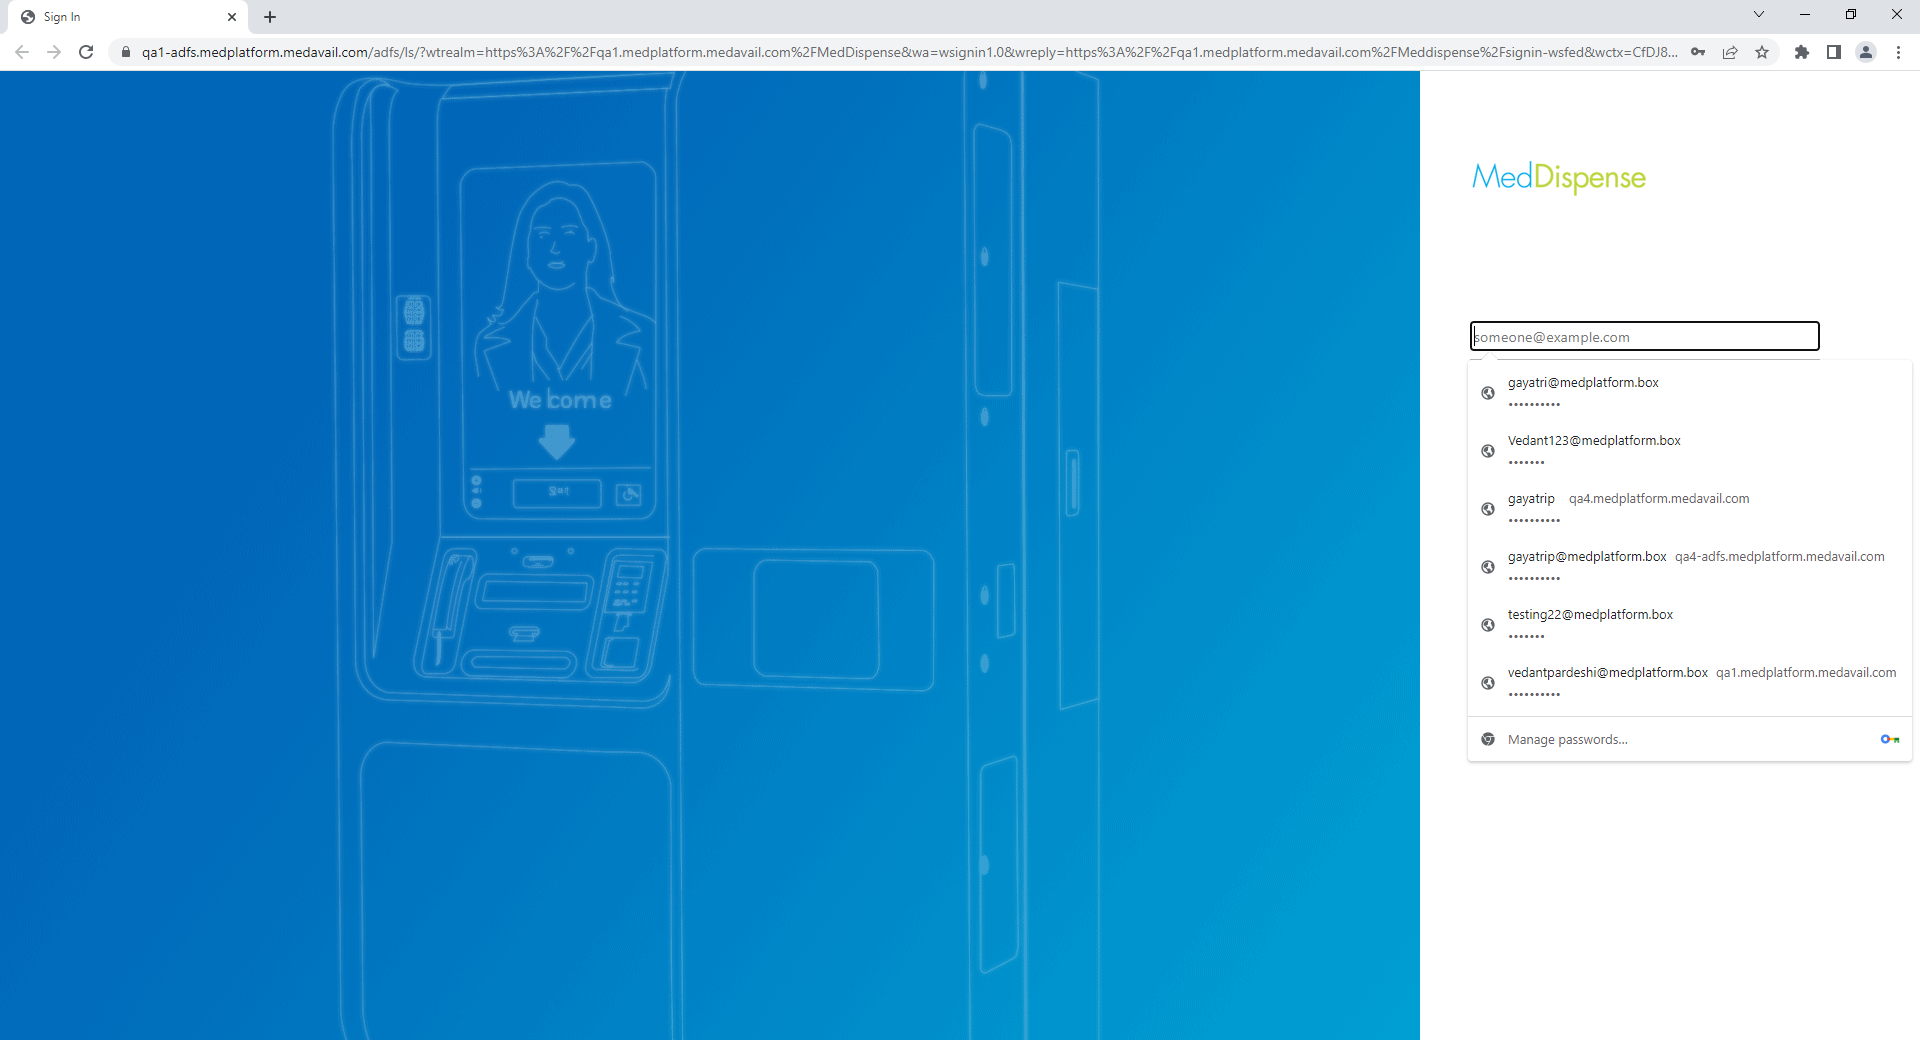 Sign In
qa1-adfs.medplatform.medavail.com/adfs/ls/?wtrealm=https%3A%2F%2Fqa1.medplatform.medavail.com%2FMedDispense&wa=wsignin1.0&wreply=https%3A%2F%2Fqa1.medplatform.medavail.com%2FMeddispense%2Fsignin-wsfed&wctx=CfDJ8...
MedDispense
someone@example.com
gayatri@medplatform.box
••••••••••
Vedant123@medplatform.box
•••••••
gayatrip qa4.medplatform.medavail.com
••••••••••
gayatrip@medplatform.box qa4-adfs.medplatform.medavail.com
••••••••••
testing22@medplatform.box
•••••••
vedantpardeshi@medplatform.box qa1.medplatform.medavail.com
••••••••••
Manage passwords...
Welcome